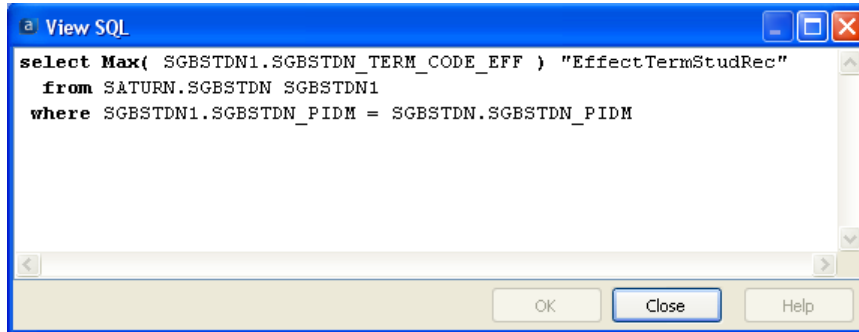 a View SQL
select Max( SGBSTDN1.SGBSTDN_TERM_CODE_EFF ) "EffectTermStudRec"
from SATURN.SGBSTDN SGBSTDN1
where SGBSTDN1.SGBSTDN_PIDM = SGBSTDN.SGBSTDN_PIDM
OK Close Help